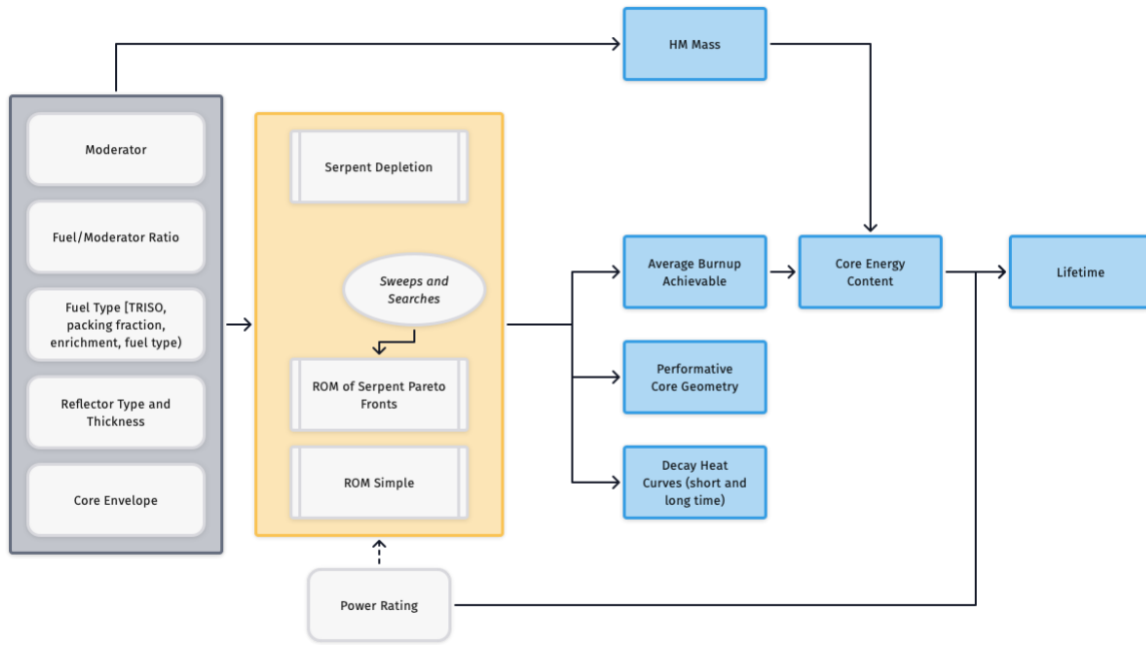 HM Mass
Moderator
Serpent Depletion
Fuel/Moderator Ratio
Sweeps and
Searches
Average Burnup
Achievable
Core Energy
Content
Lifetime
Fuel Type [TRISO,
packing fraction,
enrichment, fuel type)
ROM of Serpent Pareto
Fronts
Performative
Core Geometry
Reflector Type and
Thickness
ROM Simple
Decay Heat
Curves (short and
long time)
Core Envelope
Power Rating